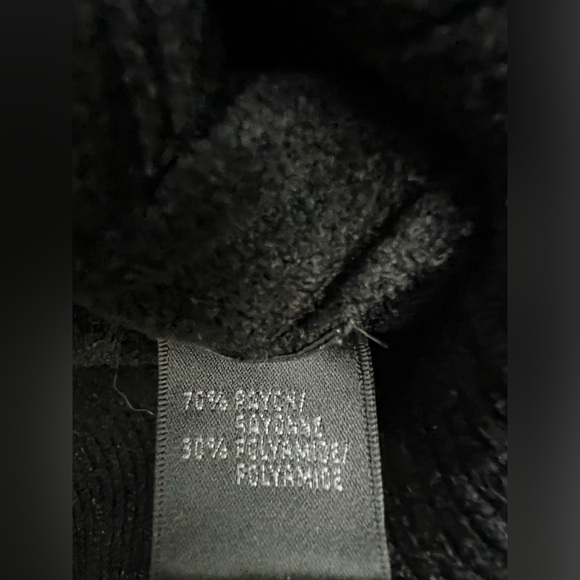 70% RAYON/
RAYONNE
30% POLYAMIDE/
POLYAMIDE